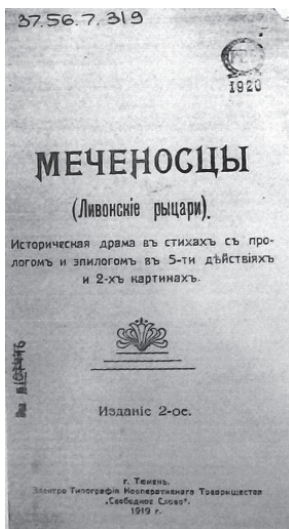 37.56.7.319
1920
МЕЧЕНОСЦЫ
(Ливонскіе рыцари).
Историческая драма въ стихахъ съ про-
логомъ и эпилогомъ въ 5-ти дѣйствіяхъ
и 2-хъ картинахъ.
Изданіе 2-ое.
г. Тюмень.
Электро Типографія Кооперативнаго Товарищества
„Свободное Слово".
1919 г.